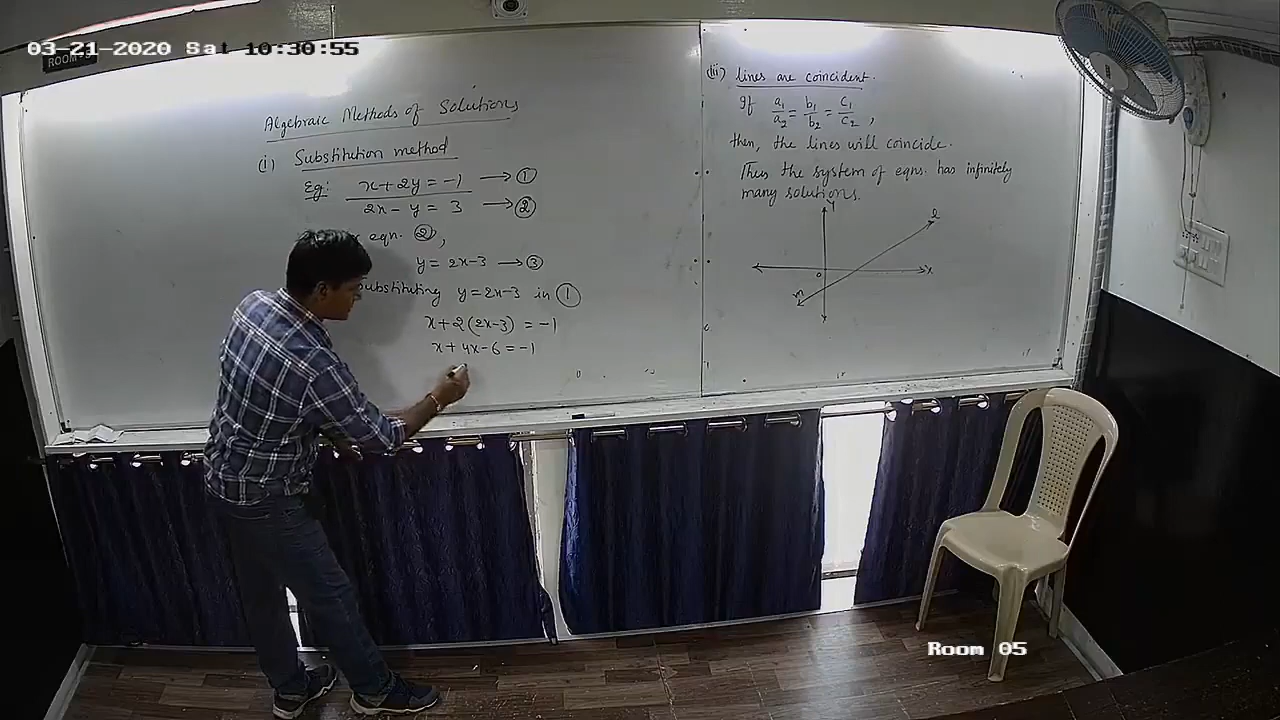 03-21-2020 Sat 10:30:55
ROOM-5
Algebraic Methods of Solutions
(i) Substitution method
Eg: x+2y = -1 → ①
2x - y = 3 → ②
eqn. ②,
y = 2x-3 → ③
Substituting y=2x-3 in ①
x+2(2x-3) = -1
x+4x-6 = -1
(iii) lines are coincident.
If a₁/a₂ = b₁/b₂ = c₁/c₂,
then, the lines will coincide.
Thus the system of eqns. has infinitely
many solutions.
Y
l
o
x
m
Room 05